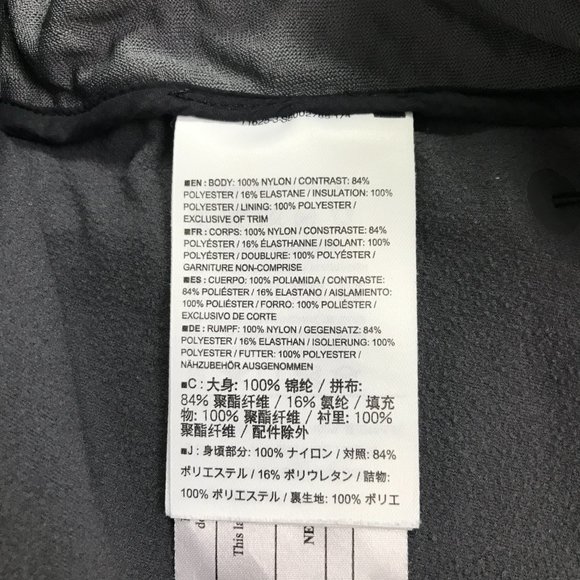 ■EN : BODY: 100% NYLON / CONTRAST: 84%
POLYESTER / 16% ELASTANE / INSULATION: 100%
POLYESTER / LINING: 100% POLYESTER /
EXCLUSIVE OF TRIM
■FR : CORPS: 100% NYLON / CONSTRASTE: 84%
POLYESTER / 16% ÉLASTHANNE / ISOLANT: 100%
POLYESTER / DOUBLURE: 100% POLYESTER /
GARNITURE NON-COMPRISE
■ES : CUERPO: 100% POLIAMIDA / CONTRASTE:
84% POLIÉSTER / 16% ELASTANO / AISLAMIENTO:
100% POLIÉSTER / FORRO: 100% POLIÉSTER /
EXCLUSIVO DE CORTE
■DE : RUMPF: 100% NYLON / GEGENSATZ: 84%
POLYESTER / 16% ELASTHAN / ISOLIERUNG: 100%
POLYESTER / FUTTER: 100% POLYESTER /
NÄHZUBEHÖR AUSGENOMMEN
■C : 大身: 100% 锦纶 / 拼布:
84% 聚酯纤维 / 16% 氨纶 / 填充
物: 100% 聚酯纤维 / 衬里: 100%
聚酯纤维 / 配件除外
■J : 身頃部分: 100% ナイロン / 対照: 84%
ポリエステル / 16% ポリウレタン / 詰物:
100% ポリエステル / 裏生地: 100% ポリエ
This la
NE